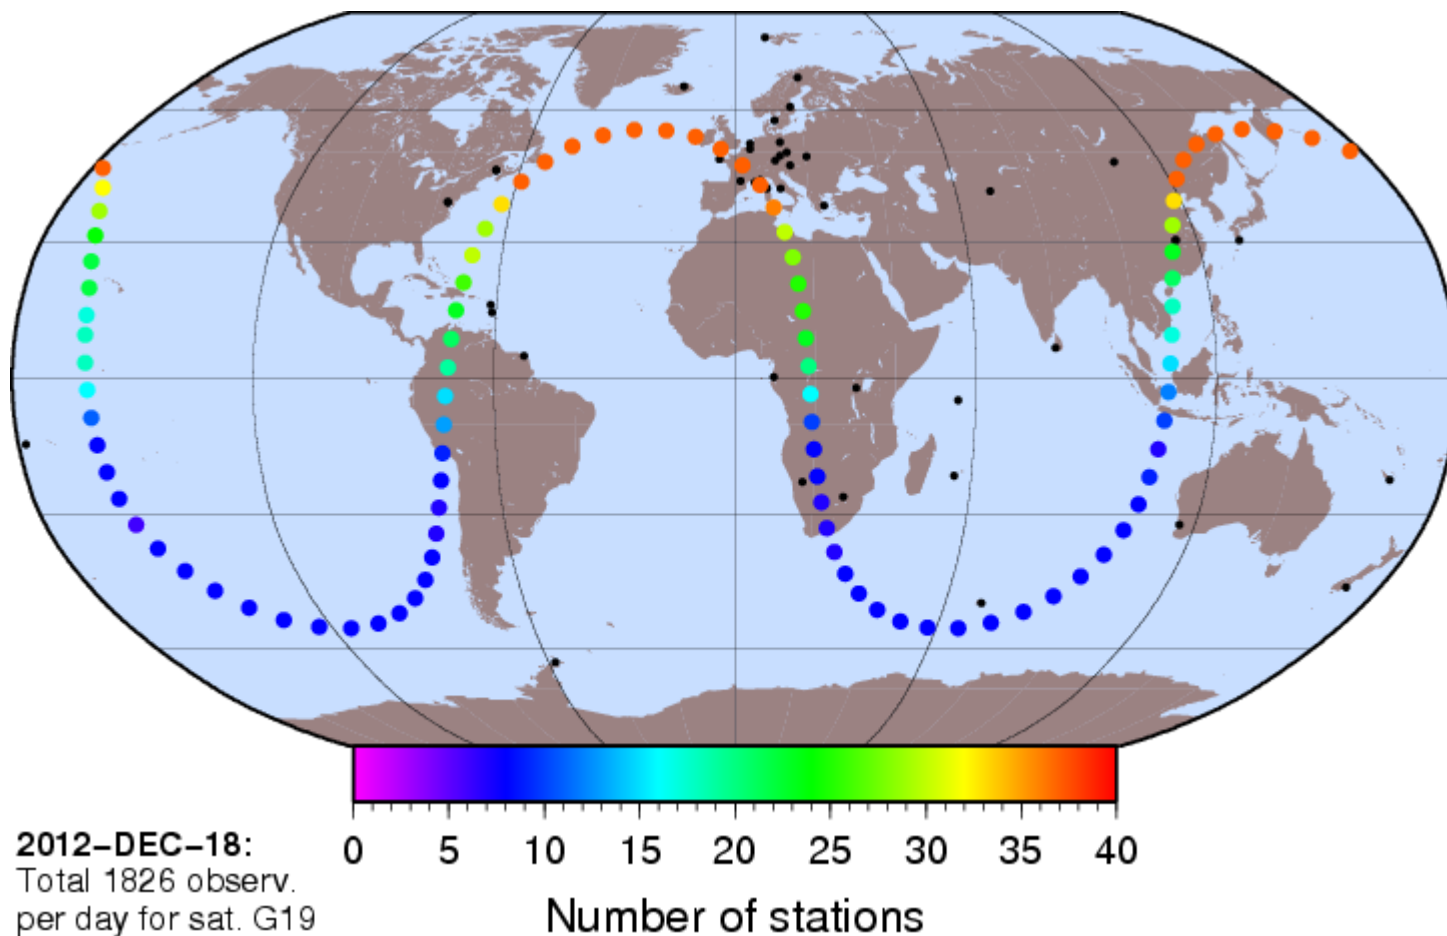 0 5 10 15 20 25 30 35 40
2012–DEC–18:
Total 1826 observ.
per day for sat. G19
Number of stations